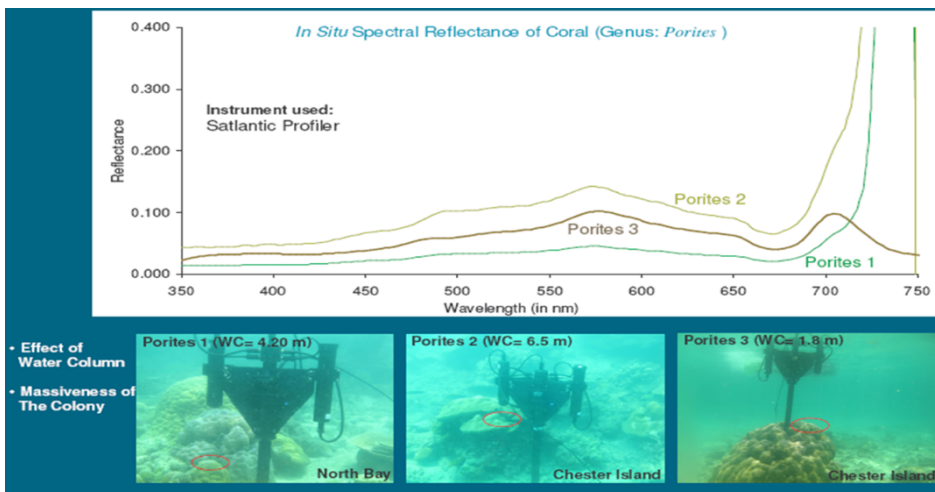 In Situ Spectral Reflectance of Coral (Genus: Porites )
0.400
0.300
0.200
0.100
0.000
Reflectance
Instrument used:
Satlantic Profiler
Porites 2
Porites 3
Porites 1
350 400 450 500 550 600 650 700 750
Wavelength (in nm)
• Effect of
Water Column
• Massiveness of
The Colony
Porites 1 (WC= 4.20 m)
North Bay
Porites 2 (WC= 6.5 m)
Chester Island
Porites 3 (WC= 1.8 m)
Chester Island